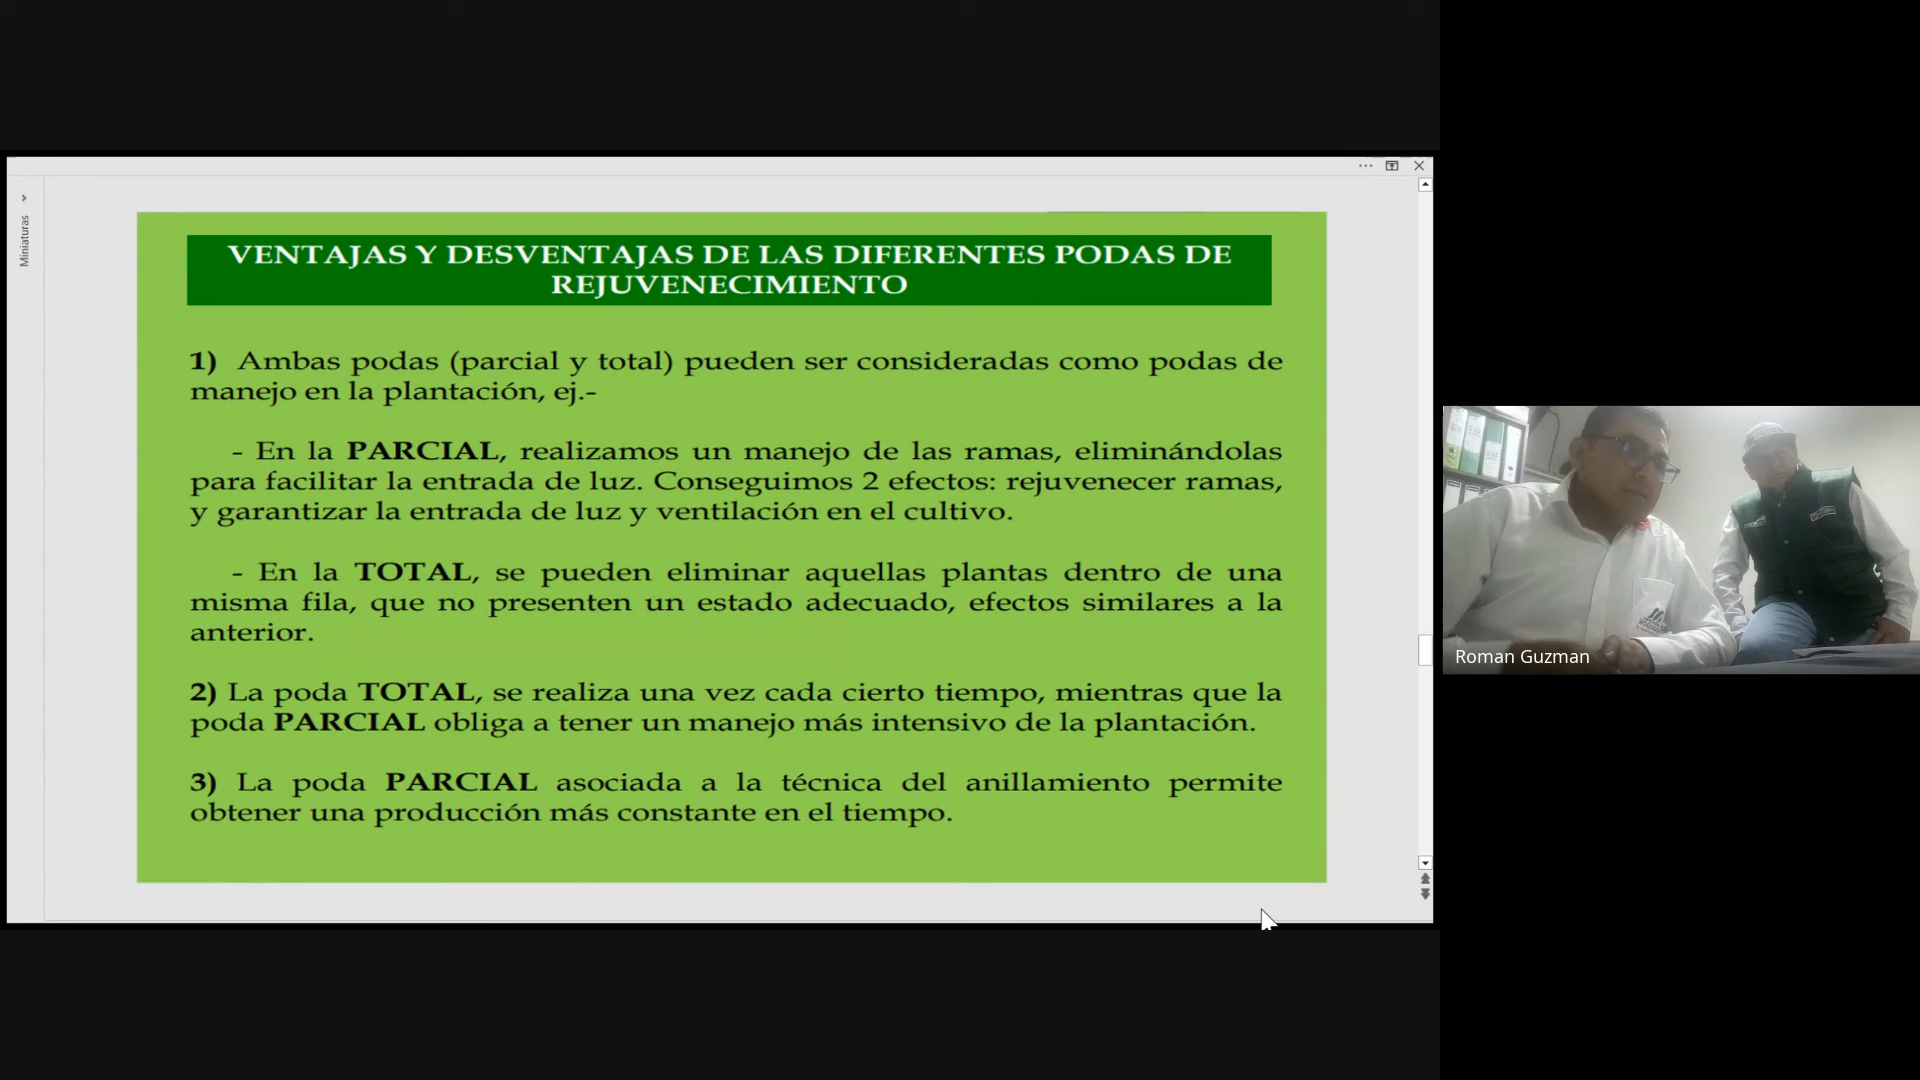 Miniaturas
VENTAJAS Y DESVENTAJAS DE LAS DIFERENTES PODAS DE
REJUVENECIMIENTO
1) Ambas podas (parcial y total) pueden ser consideradas como podas de
manejo en la plantación, ej.-
- En la PARCIAL, realizamos un manejo de las ramas, eliminándolas
para facilitar la entrada de luz. Conseguimos 2 efectos: rejuvenecer ramas,
y garantizar la entrada de luz y ventilación en el cultivo.
- En la TOTAL, se pueden eliminar aquellas plantas dentro de una
misma fila, que no presenten un estado adecuado, efectos similares a la
anterior.
2) La poda TOTAL, se realiza una vez cada cierto tiempo, mientras que la
poda PARCIAL obliga a tener un manejo más intensivo de la plantación.
3) La poda PARCIAL asociada a la técnica del anillamiento permite
obtener una producción más constante en el tiempo.
Roman Guzman